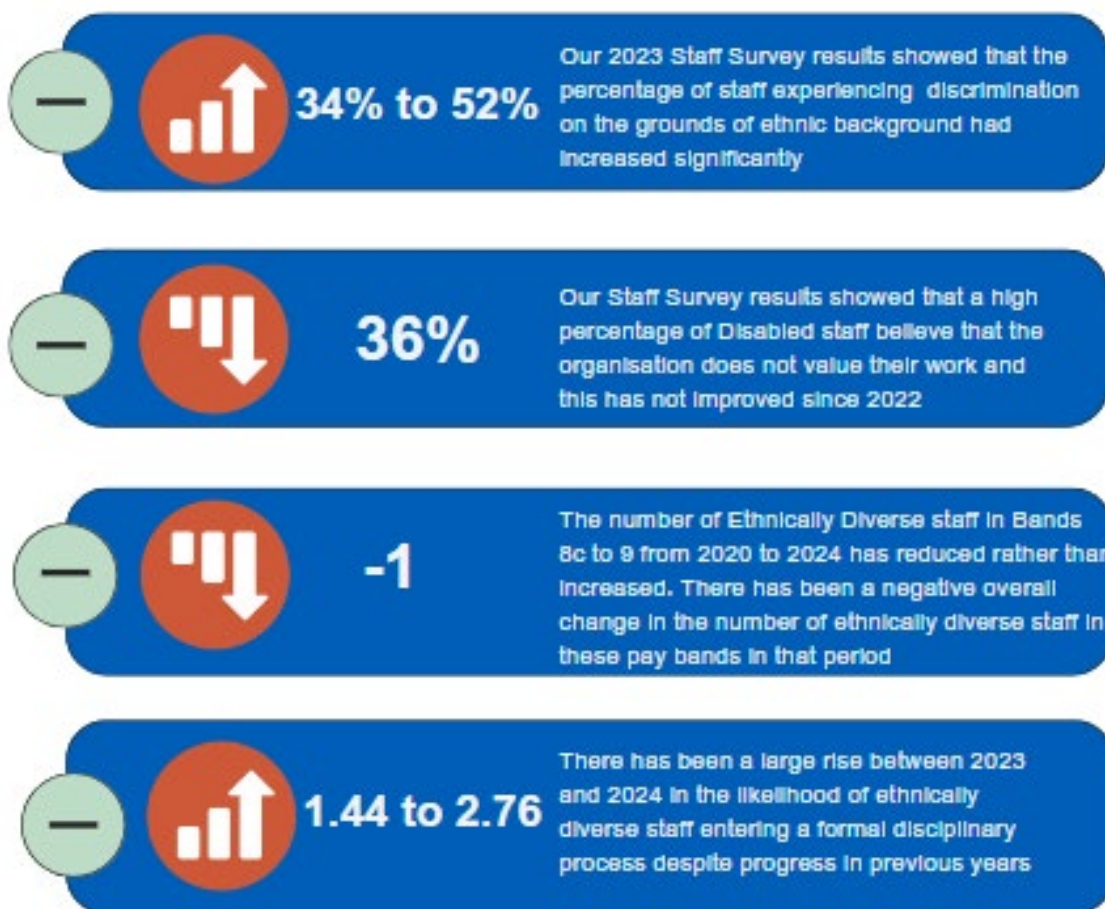 34% to 52%
Our 2023 Staff Survey results showed that the
percentage of staff experiencing discrimination
on the grounds of ethnic background had
increased significantly
36%
Our Staff Survey results showed that a high
percentage of Disabled staff believe that the
organisation does not value their work and
this has not improved since 2022
-1
The number of Ethnically Diverse staff in Bands
8c to 9 from 2020 to 2024 has reduced rather than
increased. There has been a negative overall
change in the number of ethnically diverse staff in
these pay bands in that period
1.44 to 2.76
There has been a large rise between 2023
and 2024 in the likelihood of ethnically
diverse staff entering a formal disciplinary
process despite progress in previous years